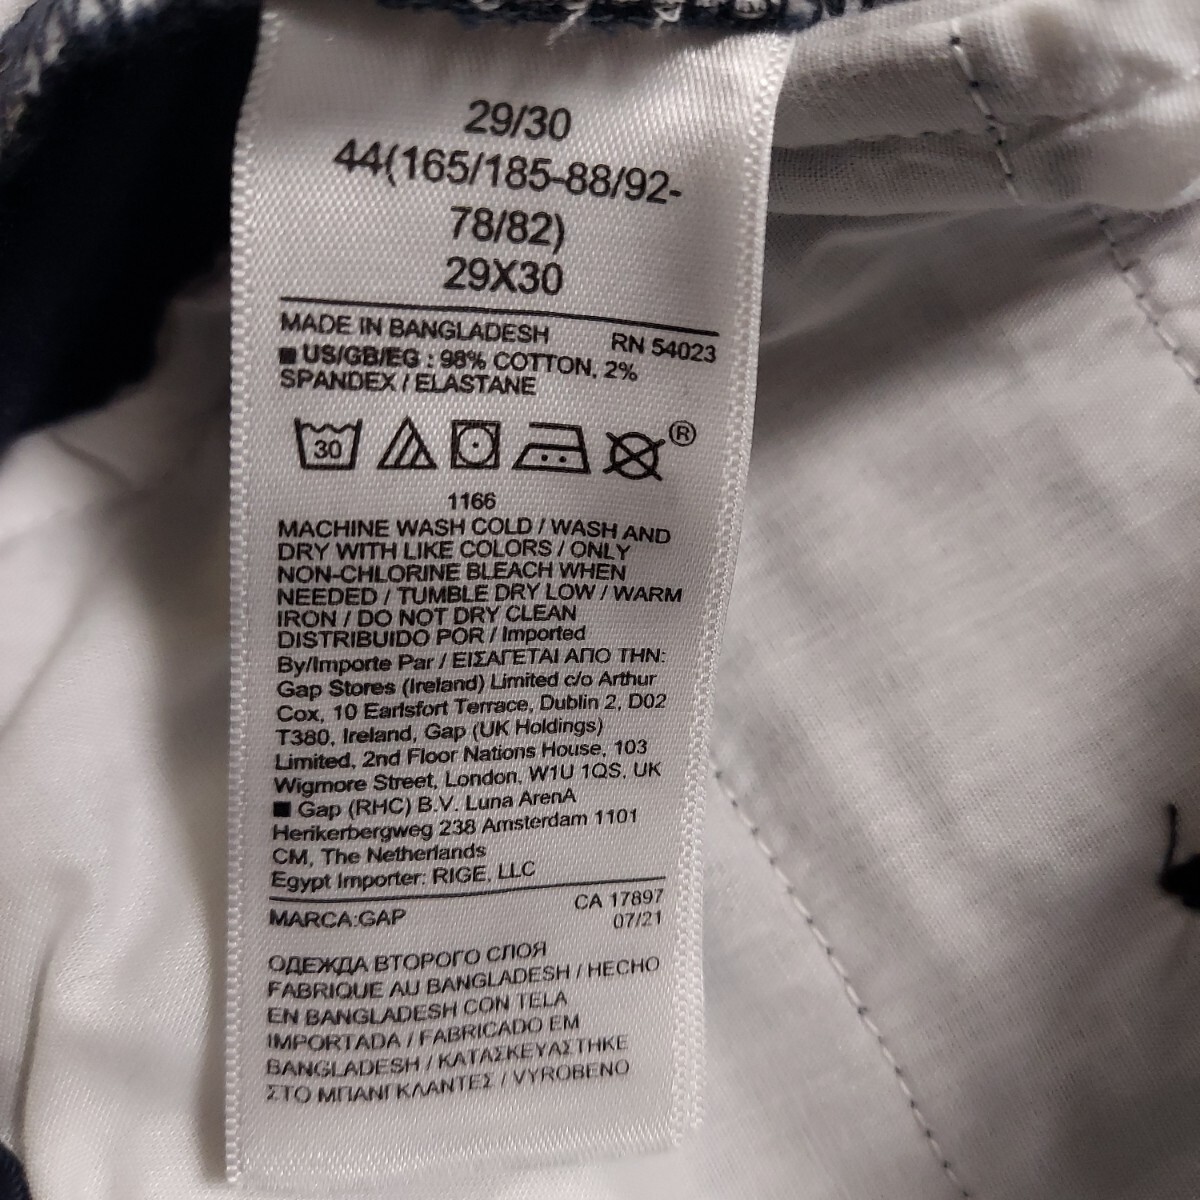 29/30
44(165/185-88/92-
78/82)
29X30
MADE IN BANGLADESH RN 54023
■ US/GB/EG : 98% COTTON, 2%
SPANDEX / ELASTANE
30 ®
1166
MACHINE WASH COLD / WASH AND
DRY WITH LIKE COLORS / ONLY
NON-CHLORINE BLEACH WHEN
NEEDED / TUMBLE DRY LOW / WARM
IRON / DO NOT DRY CLEAN
DISTRIBUIDO POR / Imported
By/Importe Par / ΕΙΣΑΓΕΤΑΙ ΑΠΟ ΤΗΝ:
Gap Stores (Ireland) Limited c/o Arthur
Cox, 10 Earlsfort Terrace, Dublin 2, D02
T380, Ireland, Gap (UK Holdings)
Limited, 2nd Floor Nations House, 103
Wigmore Street, London, W1U 1QS, UK
■ Gap (RHC) B.V. Luna ArenA
Herikerbergweg 238 Amsterdam 1101
CM, The Netherlands
Egypt Importer: RIGE, LLC
MARCA:GAP CA 17897
07/21
ОДЕЖДА ВТОРОГО СЛОЯ
FABRIQUE AU BANGLADESH / HECHO
EN BANGLADESH CON TELA
IMPORTADA / FABRICADO EM
BANGLADESH / ΚΑΤΑΣΚΕΥΑΣΤΗΚΕ
ΣΤΟ ΜΠΑΝΓΚΛΑΝΤΕΣ / VYROBENO